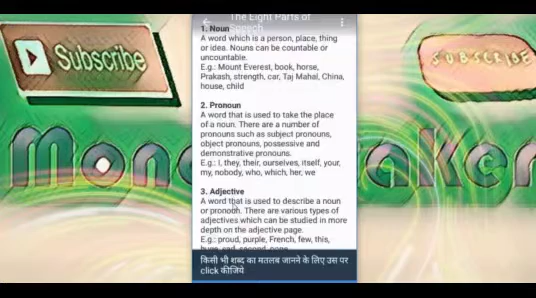 Subscribe
SUBSCRIBE
The Eight Parts of
Speech
1. Noun
A word which is a person, place, thing
or idea. Nouns can be countable or
uncountable.
E.g.: Mount Everest, book, horse,
Prakash, strength, car, Taj Mahal, China,
house, child
2. Pronoun
A word that is used to take the place
of a noun. There are a number of
pronouns such as subject pronouns,
object pronouns, possessive and
demonstrative pronouns.
E.g.: I, they, their, ourselves, itself, your,
my, nobody, who, which, her, we
3. Adjective
A word that is used to describe a noun
or pronoun. There are various types of
adjectives which can be studied in more
depth on the adjective page.
E.g.: proud, purple, French, few, this,
huge, sad, second, none
किसी भी शब्द का मतलब जानने के लिए उस पर
click कीजिये